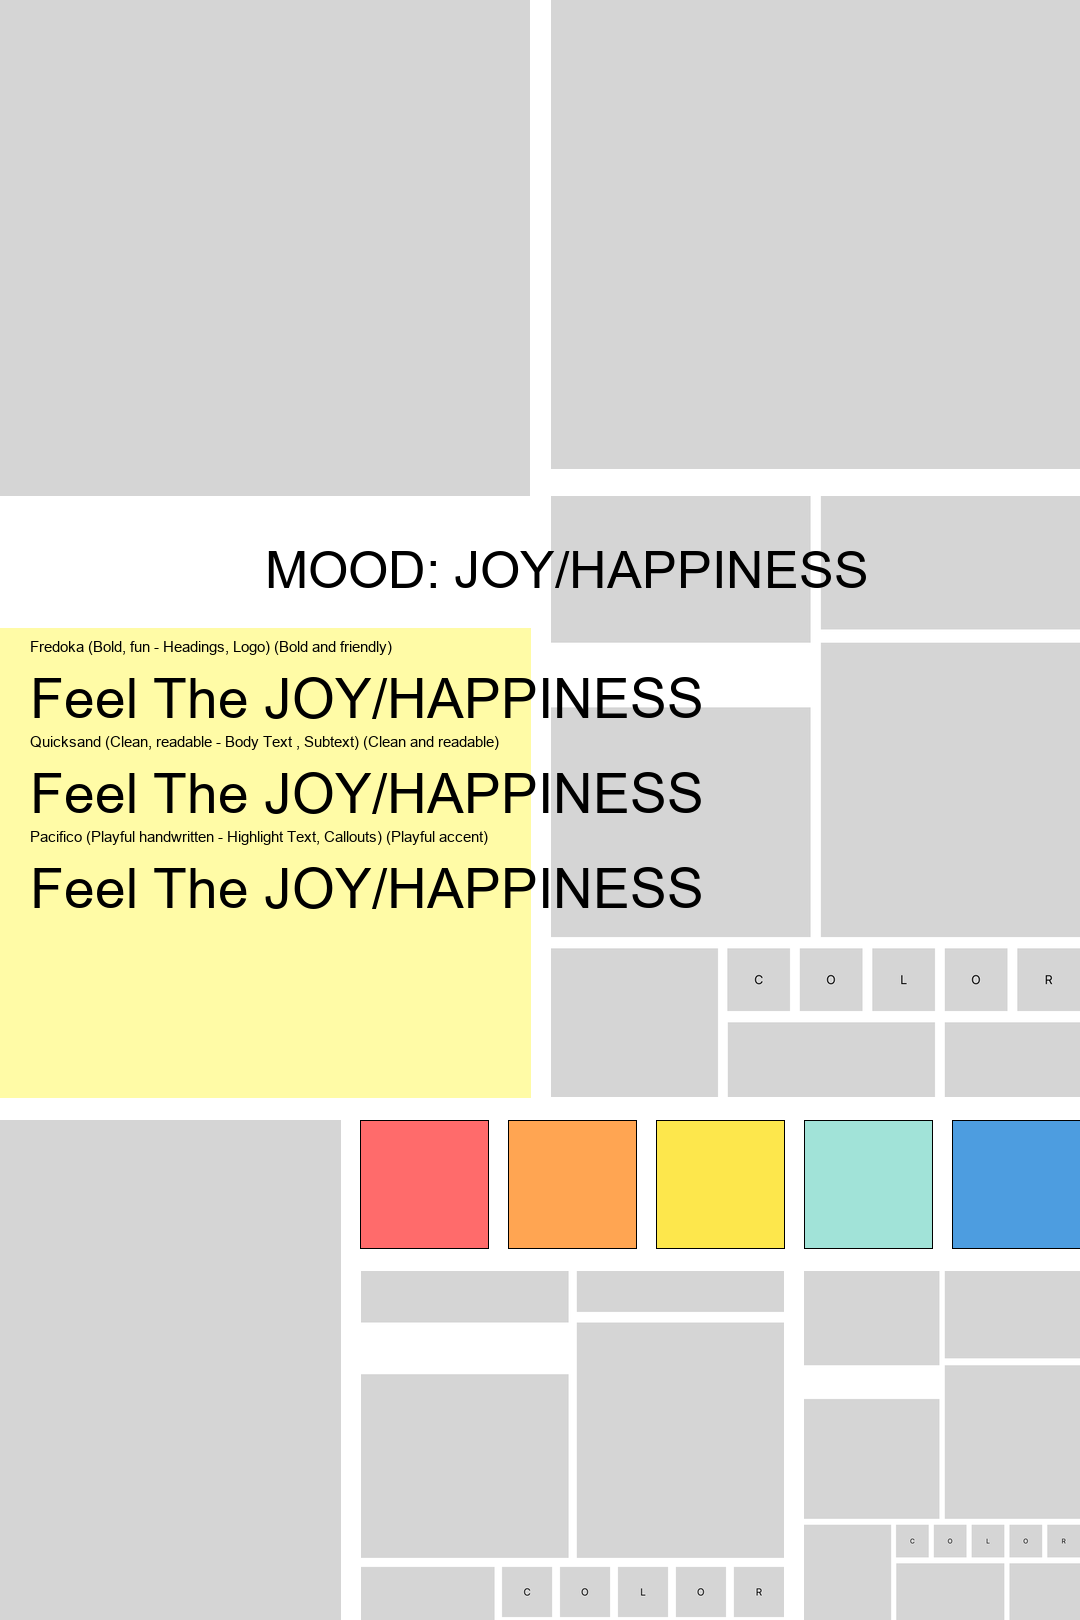 MOOD: JOY/HAPPINESS
Fredoka (Bold, fun - Headings, Logo) (Bold and friendly)
Feel The JOY/HAPPINESS
Quicksand (Clean, readable - Body Text , Subtext) (Clean and readable)
Feel The JOY/HAPPINESS
Pacifico (Playful handwritten - Highlight Text, Callouts) (Playful accent)
Feel The JOY/HAPPINESS
C O L O R
C O L O R
C O L O R